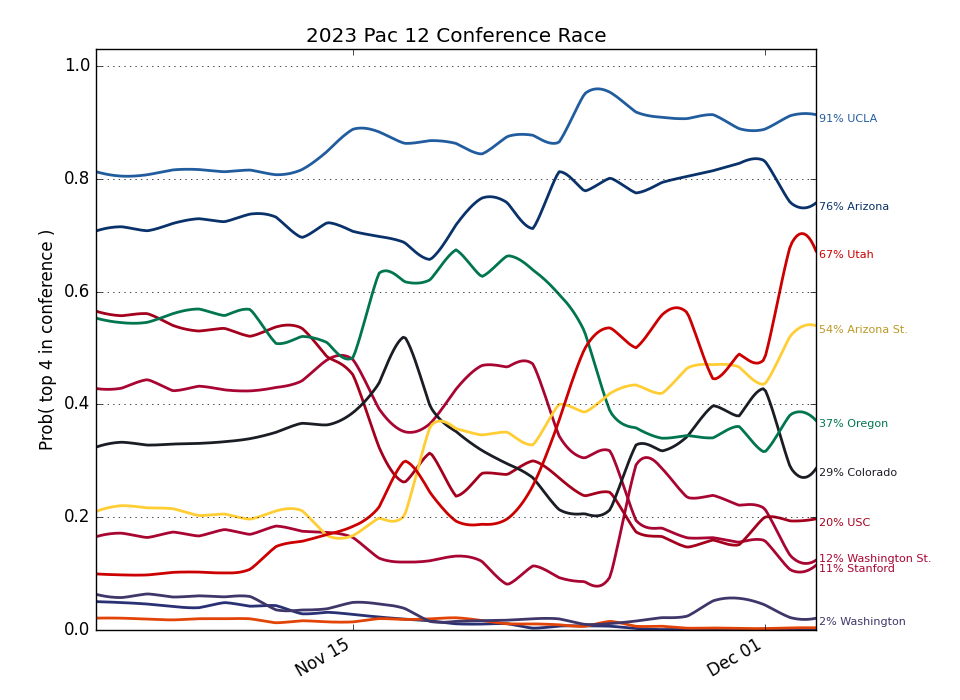 2023 Pac 12 Conference Race
Prob( top 4 in conference )
1.0
0.8
0.6
0.4
0.2
0.0
Nov 15
Dec 01
91% UCLA
76% Arizona
67% Utah
54% Arizona St.
37% Oregon
29% Colorado
20% USC
12% Washington St.
11% Stanford
2% Washington